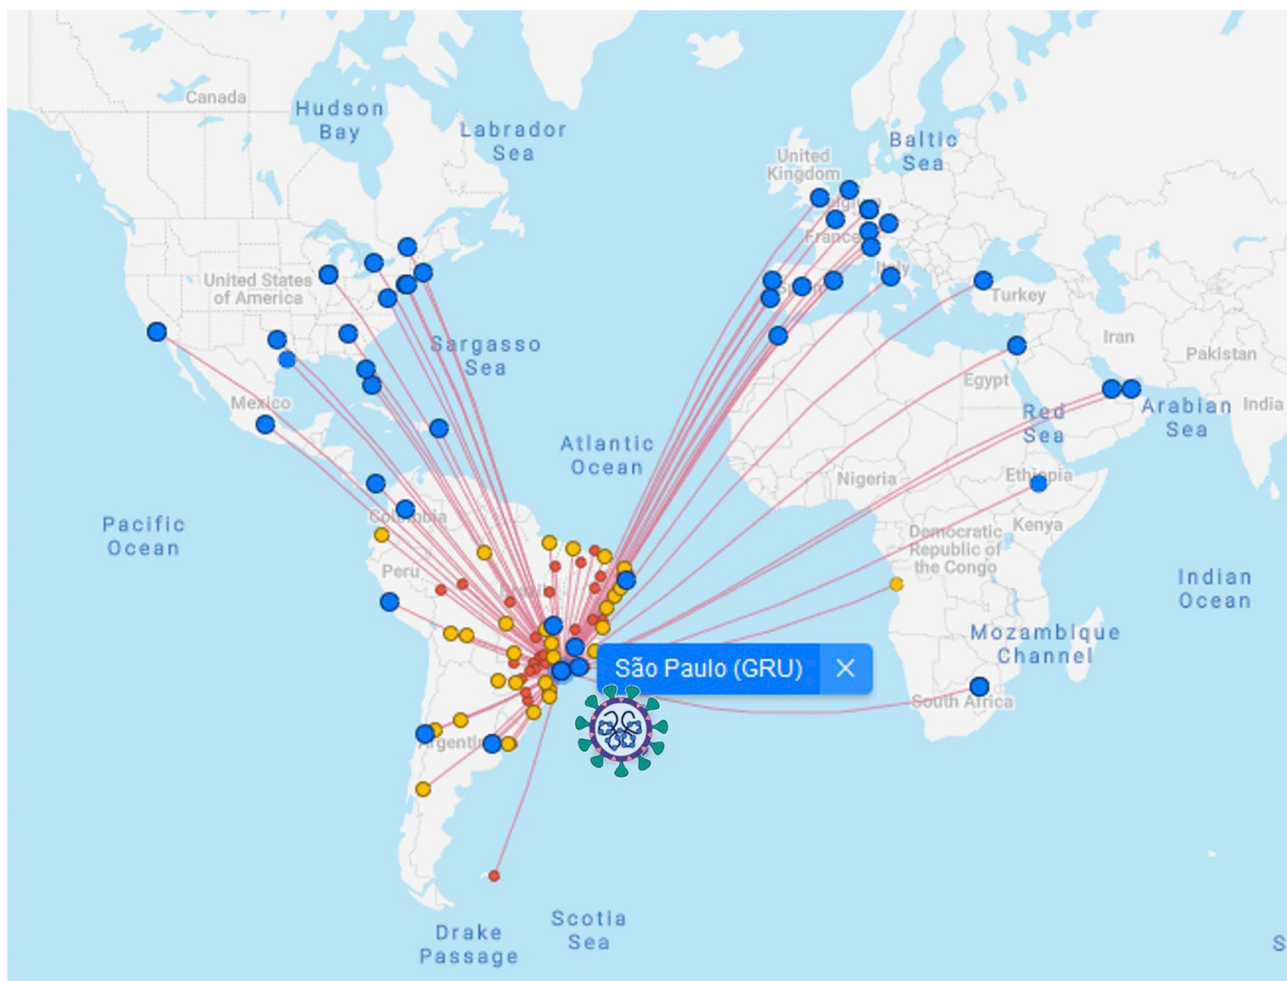 Canada
Hudson
Bay
Labrador
Sea
United
Kingdom
Baltic
Sea
France
Italy
United States
of America
Turkey
Sargasso
Sea
Iran
Pakistan
Mexico
Egypt
India
Red
Sea
Arabian
Sea
Atlantic
Ocean
Nigeria
Ethiopia
Colombia
Pacific
Ocean
Kenya
Democratic
Republic of
the Congo
Peru
Indian
Ocean
Mozambique
Channel
São Paulo (GRU) ×
South Africa
Drake
Passage
Scotia
Sea
S